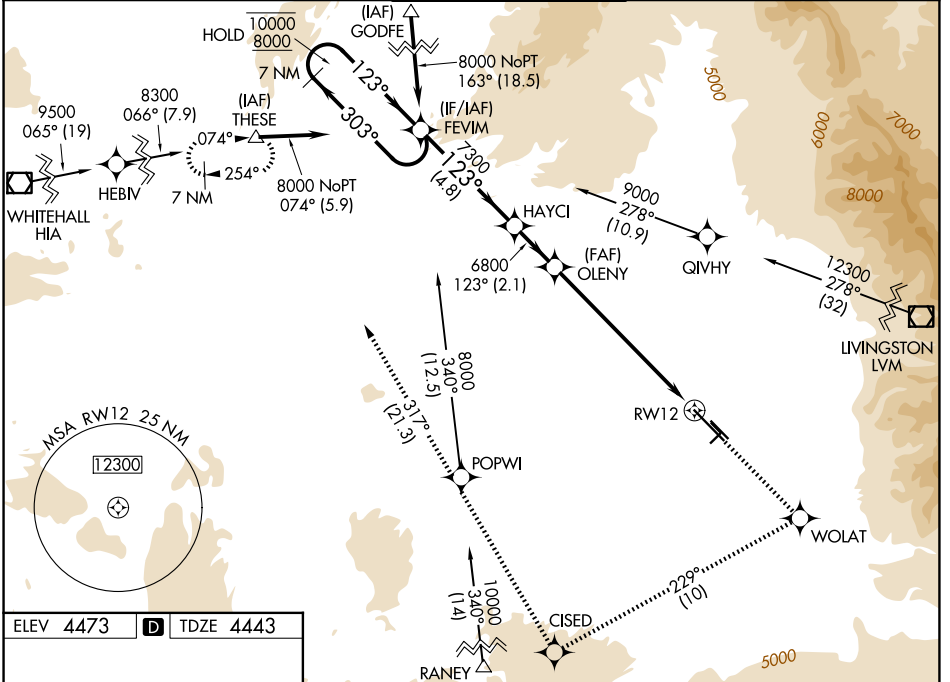 (IAF)
GODFE
HOLD
10000
8000
7 NM
123°
303°
8000 NoPT
163° (18.5)
(IF/IAF)
FEVIM
9500
065° (19)
8300
066° (7.9)
(IAF)
THESE
074°
254°
7 NM
8000 NoPT
074° (5.9)
WHITEHALL
HIA
HEBIV
7300
123°
(4.8)
HAYCI
6800
123° (2.1)
(FAF)
OLENY
9000
278°
(10.9)
QIVHY
12300
278°
(32)
LIVINGSTON
LVM
5000
6000
7000
8000
8000
340°
(12.5)
317°
(21.3)
POPWI
RW12
WOLAT
229°
(10)
CISED
10000
340°
(14)
RANEY
5000
MSA RW12 25 NM
12300
ELEV 4473 D TDZE 4443